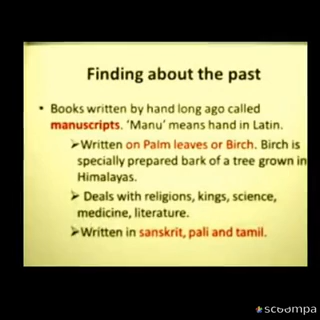 Finding about the past
• Books written by hand long ago called
manuscripts. 'Manu' means hand in Latin.
➢Written on Palm leaves or Birch. Birch is
specially prepared bark of a tree grown in
Himalayas.
➢ Deals with religions, kings, science,
medicine, literature.
➢Written in sanskrit, pali and tamil.